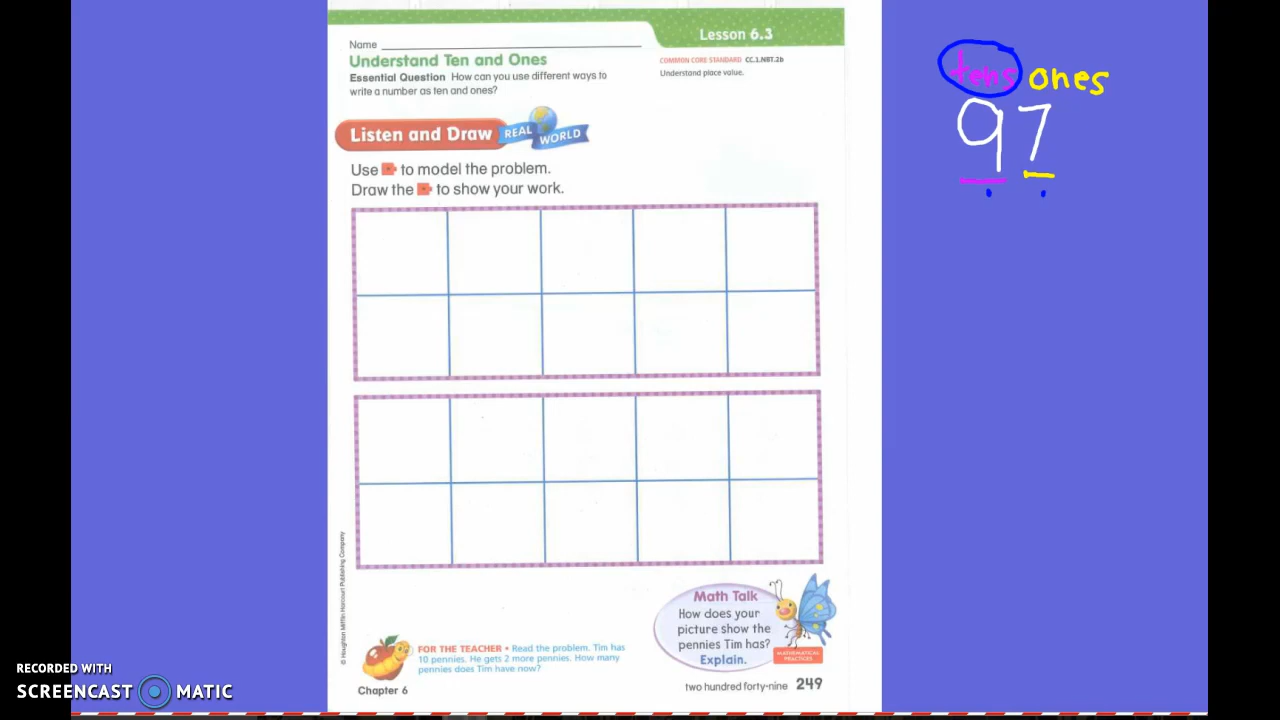 Lesson 6.3
Name
Understand Ten and Ones
Essential Question How can you use different ways to
write a number as ten and ones?
COMMON CORE STANDARD CC.1.NBT.2b
Understand place value.
Listen and Draw REAL WORLD
Use to model the problem.
Draw the to show your work.
tens ones
97
© Houghton Mifflin Harcourt Publishing Company
Math Talk
How does your
picture show the
pennies Tim has?
Explain.
MATHEMATICAL
PRACTICES
FOR THE TEACHER • Read the problem. Tim has
10 pennies. He gets 2 more pennies. How many
pennies does Tim have now?
Chapter 6
two hundred forty-nine 249
RECORDED WITH
SCREENCAST MATIC